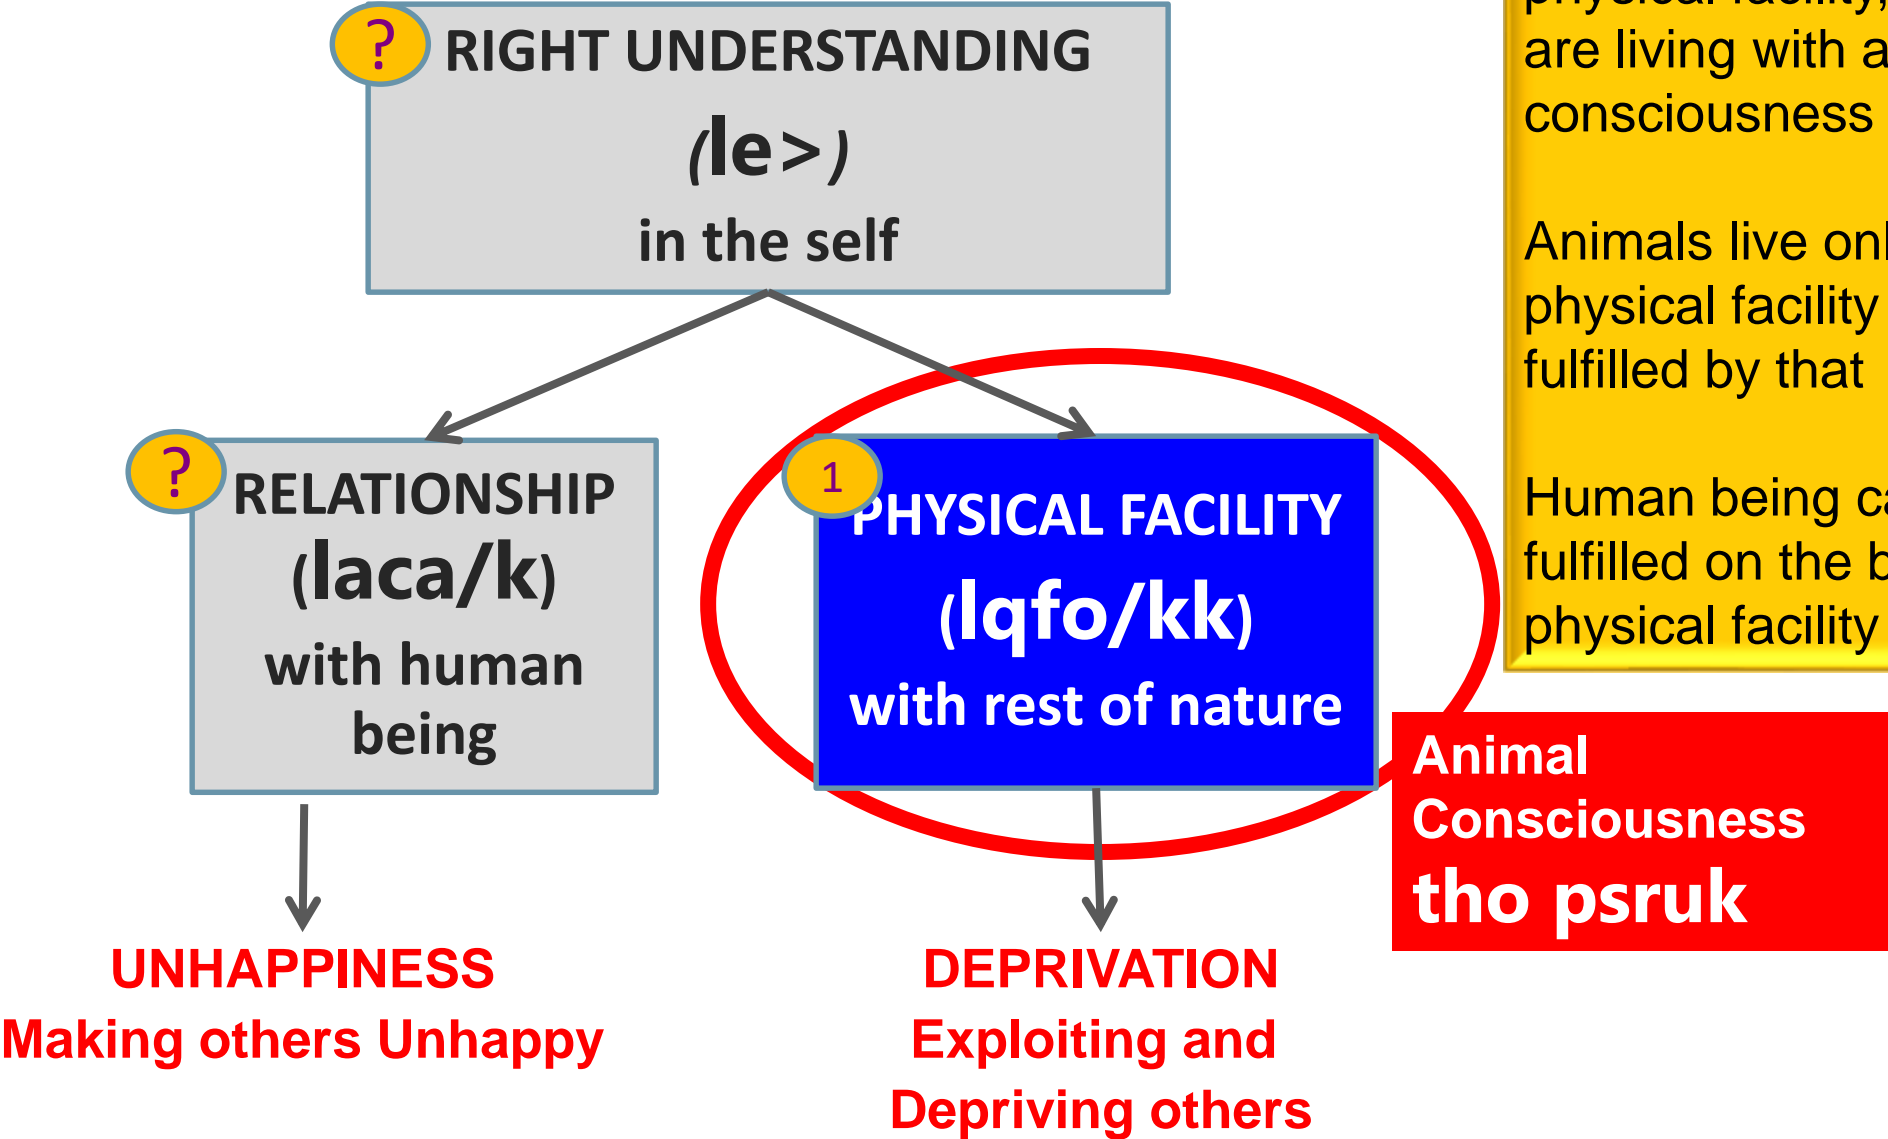 ?
RIGHT UNDERSTANDING
(le>)
in the self
?
RELATIONSHIP
(laca/k)
with human
being
1
PHYSICAL FACILITY
(lqfo/kk)
with rest of nature
UNHAPPINESS
Making others Unhappy
DEPRIVATION
Exploiting and
Depriving others
physical facility,
are living with
consciousness
Animals live
physical facility
fulfilled by that
Human being
fulfilled on the
physical facility
Animal
Consciousness
tho psruk